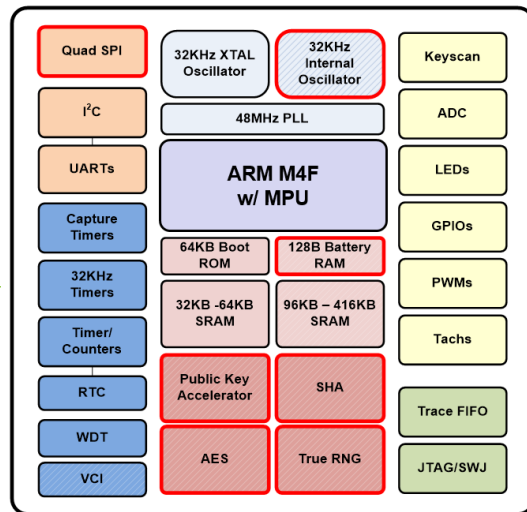 Quad SPI
I²C
UARTs
Capture
Timers
32KHz
Timers
Timer/
Counters
RTC
WDT
VCI
32KHz XTAL
Oscillator
32KHz
Internal
Oscillator
48MHz PLL
ARM M4F
w/ MPU
64KB Boot
ROM
128B Battery
RAM
32KB -64KB
SRAM
96KB – 416KB
SRAM
Public Key
Accelerator
SHA
AES
True RNG
Keyscan
ADC
LEDs
GPIOs
PWMs
Tachs
Trace FIFO
JTAG/SWJ